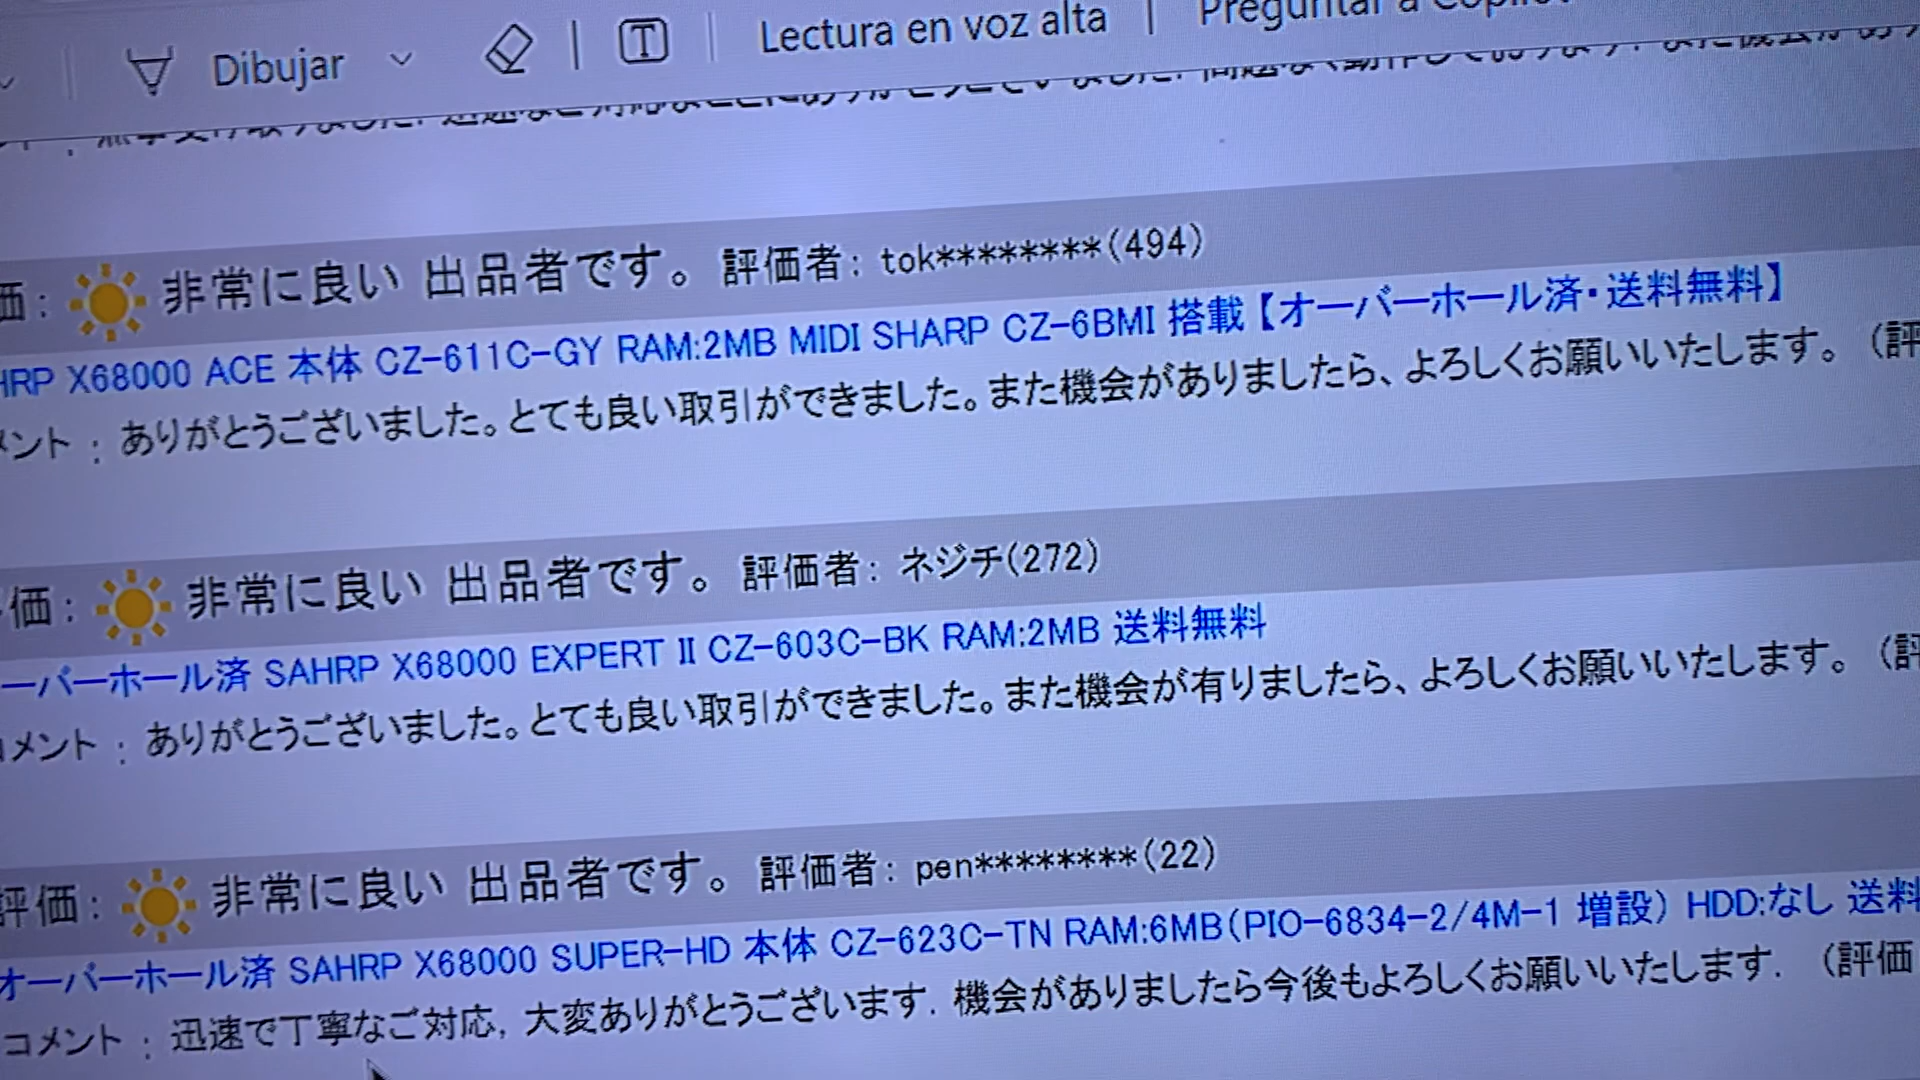 Dibujar Lectura en voz alta Preguntar a Copilot
価： 非常に良い 出品者です。 評価者：tok********(494)
HRP X68000 ACE 本体 CZ-611C-GY RAM:2MB MIDI SHARP CZ-6BMI 搭載【オーバーホール済・送料無料】
メント ： ありがとうございました。とても良い取引ができました。また機会がありましたら、よろしくお願いいたします。 （評
価： 非常に良い 出品者です。 評価者：ネジチ(272)
ーバーホール済 SAHRP X68000 EXPERT Ⅱ CZ-603C-BK RAM:2MB 送料無料
コメント ： ありがとうございました。とても良い取引ができました。また機会が有りましたら、よろしくお願いいたします。 （評
評価： 非常に良い 出品者です。 評価者：pen********(22)
オーバーホール済 SAHRP X68000 SUPER-HD 本体 CZ-623C-TN RAM:6MB(PIO-6834-2/4M-1 増設) HDD:なし 送料
コメント ： 迅速で丁寧なご対応, 大変ありがとうございます. 機会がありましたら今後もよろしくお願いいたします. （評価